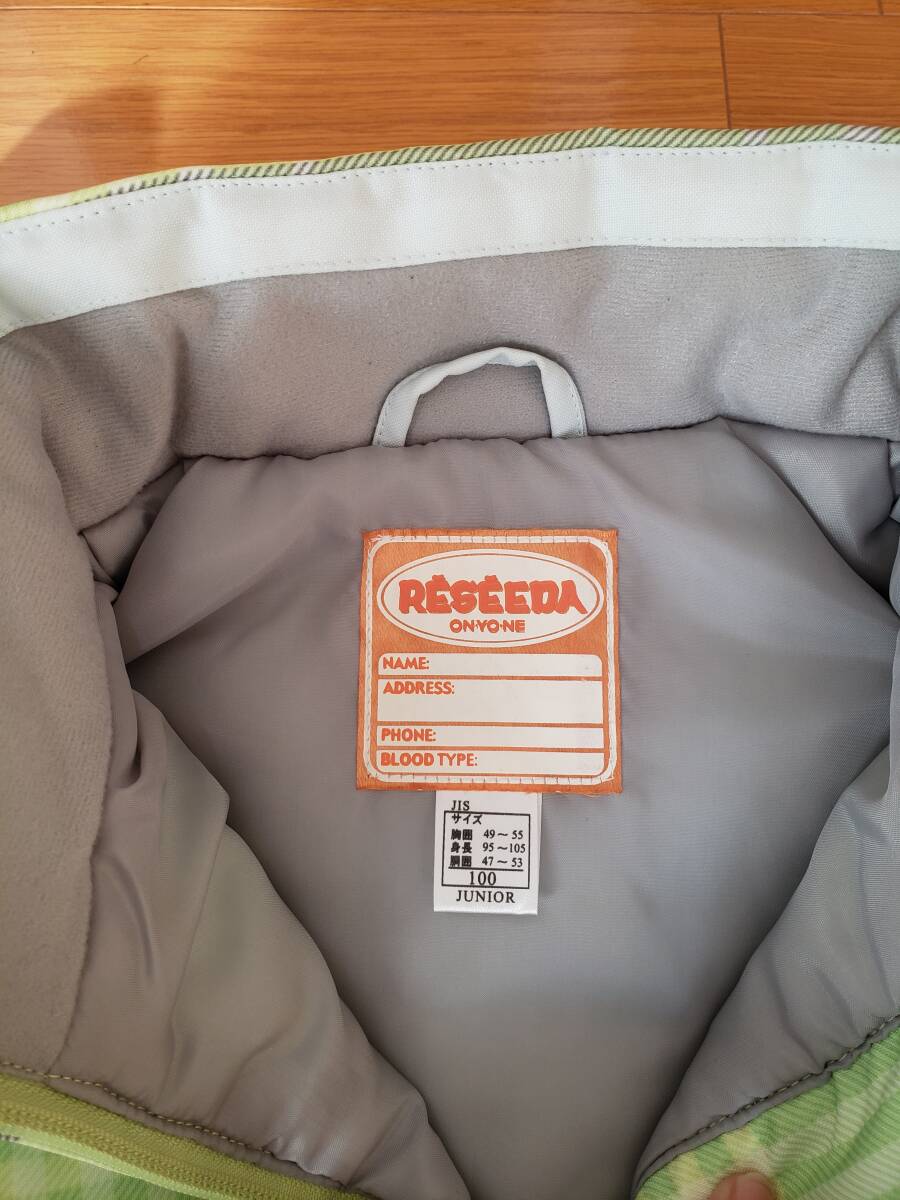 RÉSÉEDA
ON·YO·NE
NAME:
ADDRESS:
PHONE:
BLOOD TYPE:
JIS
サイズ
胸囲 49～55
身長 95～105
胴囲 47～53
100
JUNIOR